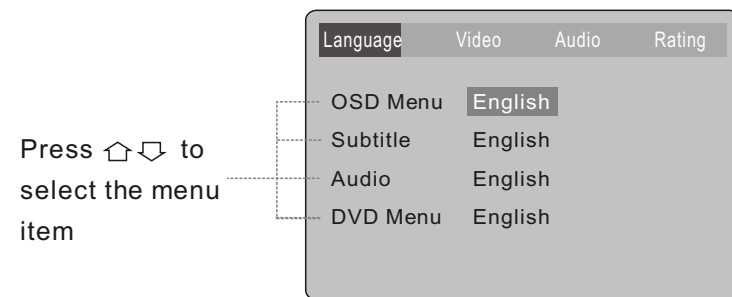 Language Video Audio Rating
OSD Menu English
Subtitle English
Audio English
DVD Menu English
Press ⇧⇩ to
select the menu
item